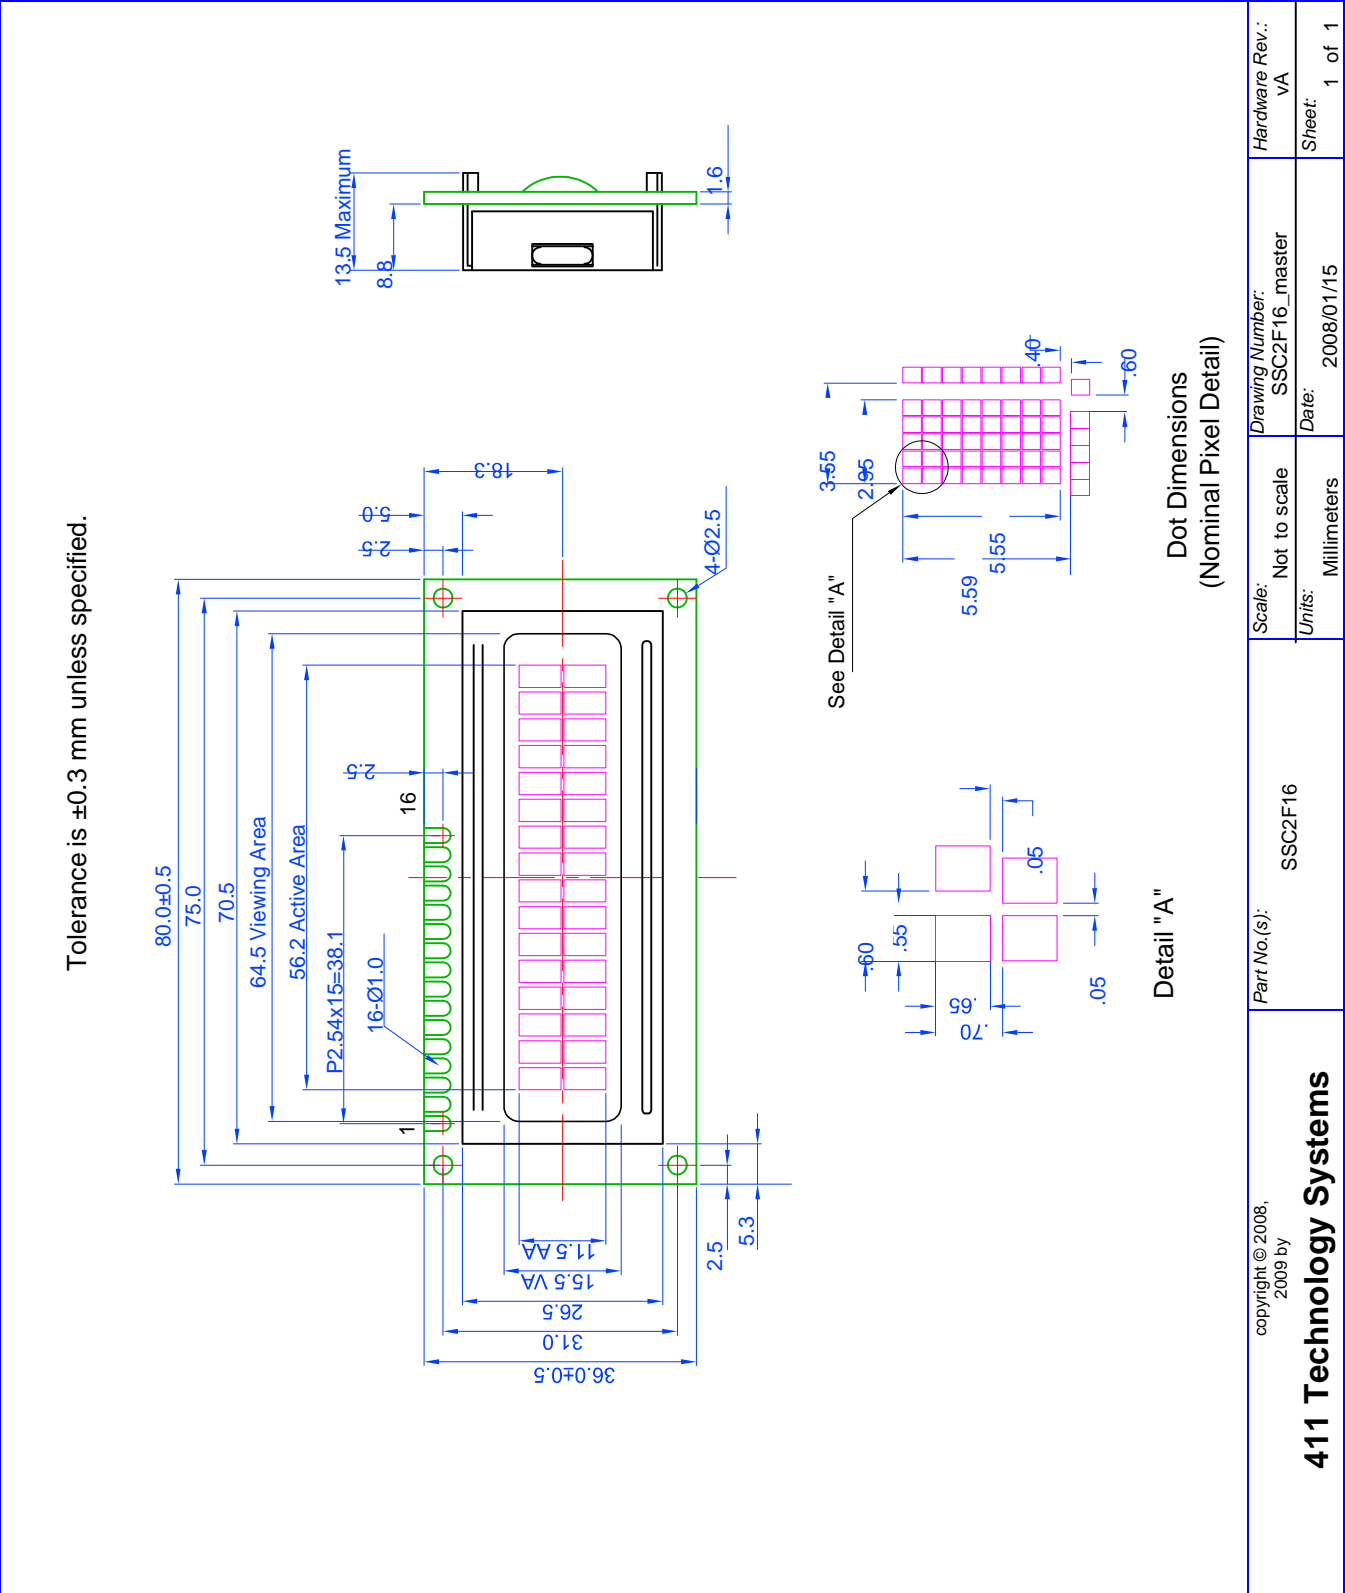 Tolerance is ±0.3 mm unless specified.
80.0±0.5
75.0
70.5
64.5 Viewing Area
56.2 Active Area
P2.54x15=38.1
16-Ø1.0
1
16
2.5
2.5
5.0
18.3
4-Ø2.5
2.5
5.3
11.5 AA
15.5 VA
26.5
31.0
36.0±0.5
13.5 Maximum
8.8
1.6
See Detail "A"
3.55
2.95
5.55
5.59
.40
.60
Dot Dimensions
(Nominal Pixel Detail)
.60
.55
.65
.70
.05
.05
Detail "A"
copyright © 2008,
2009 by
411 Technology Systems
Part No.(s):
SSC2F16
Scale:
Not to scale
Units:
Millimeters
Drawing Number:
SSC2F16_master
Date:
2008/01/15
Hardware Rev.:
vA
Sheet:
1 of 1